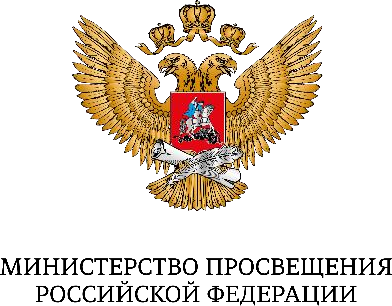 МИНИСТЕРСТВО ПРОСВЕЩЕНИЯ
РОССИЙСКОЙ ФЕДЕРАЦИИ